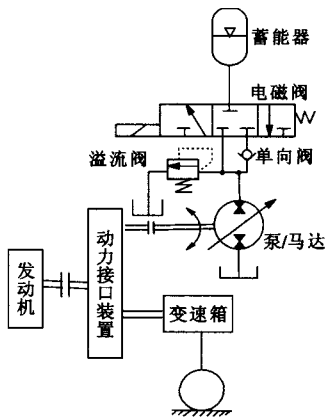 蓄能器
电磁阀
溢流阀
单向阀
泵/马达
动力接口装置
发动机
变速箱